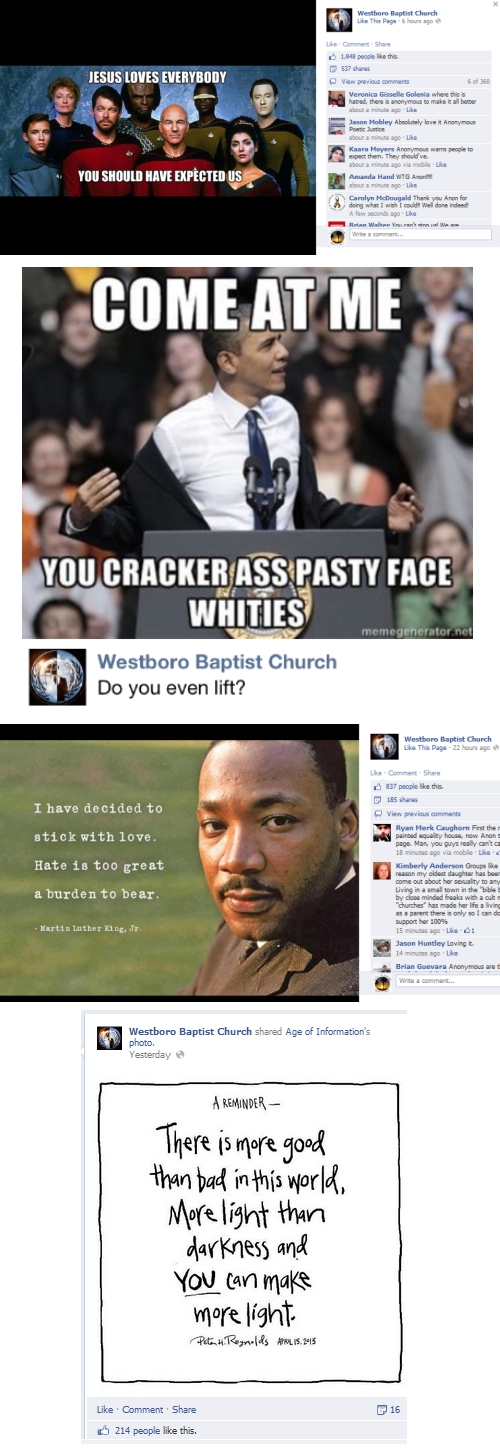 JESUS LOVES EVERYBODY
YOU SHOULD HAVE EXPECTED US
Westboro Baptist Church
Like This Page · 6 hours ago
Like · Comment · Share
1,848 people like this.
537 shares
View previous comments 6 of 360
Veronica Gisselle Golenia where this is
hatred, there is anonymous to make it all better
about a minute ago · Like
Jason Mobley Absolutely love it Anonymous
Poetic Justice
about a minute ago · Like
Kaara Moyers Anonymous warns people to
expect them. They should've.
about a minute ago via mobile · Like
Amanda Hand WTG Anon!!!!
about a minute ago · Like
Carolyn McDougald Thank you Anon for
doing what I wish I could!! Well done indeed!
A few seconds ago · Like
Brian Walter You can't stop us! We are
Write a comment...
COME AT ME
YOU CRACKER ASS PASTY FACE
WHITIES
memegenerator.net
Westboro Baptist Church
Do you even lift?
I have decided to
stick with love.
Hate is too great
a burden to bear.
- Martin Luther King, Jr.
Westboro Baptist Church
Like This Page · 22 hours ago
Like · Comment · Share
837 people like this.
185 shares
View previous comments
Ryan Merk Caughorn First the
painted equality house, now Anon
page. Man, you guys really can't
18 minutes ago via mobile · Like ·
Kimberly Anderson Groups like
reason my oldest daughter has
come out about her sexuality to
Living in a small town in the "bible
by close minded freaks with a cult
"churches" has made her life a
as a parent there is only so I can
support her 100%
15 minutes ago · Like · 1
Jason Huntley Loving it.
14 minutes ago · Like
Brian Guevara Anonymous are
Write a comment...
Westboro Baptist Church shared Age of Information's
photo.
Yesterday
A REMINDER —
There is more good
than bad in this world,
More light than
darkness and
YOU can make
more light.
Peter H. Reynolds APRIL 15, 2013
Like · Comment · Share 16
214 people like this.